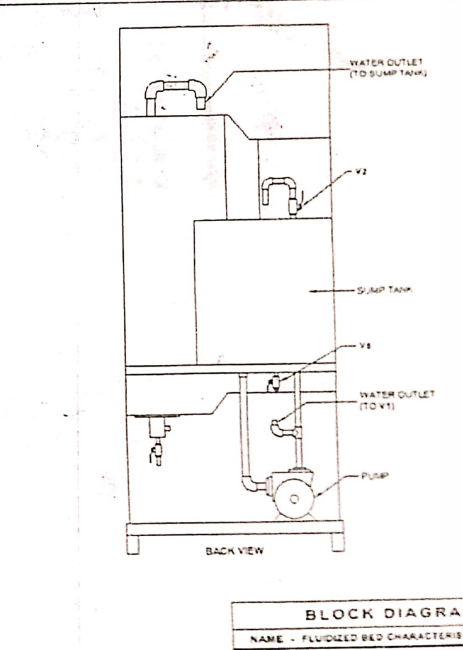 WATER OUTLET
(TO SUMP TANK)
V2
SUMP TANK
V5
WATER OUTLET
(TO V1)
PUMP
BACK VIEW
BLOCK DIAGRA
NAME - FLUIDIZED BED CHARACTERIS